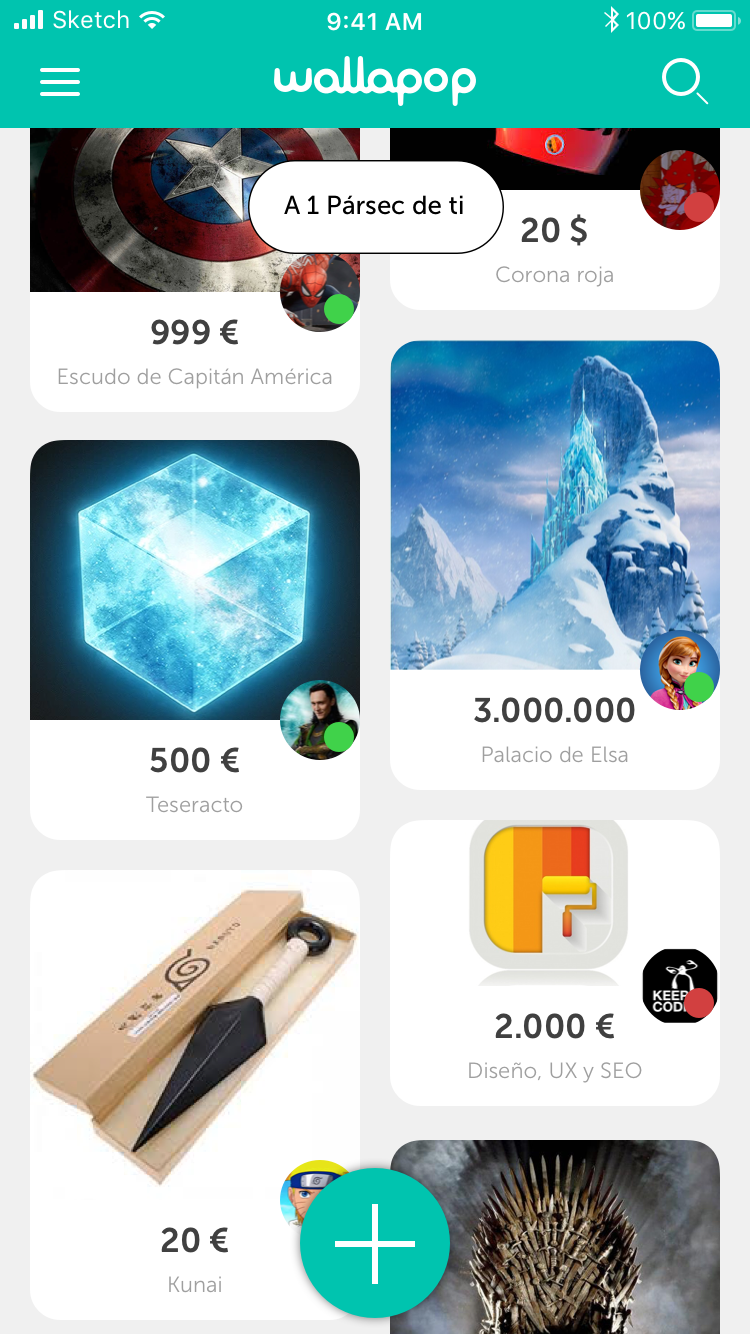 Sketch
9:41 AM
100%
wallapop
A 1 Pársec de ti
20 $
Corona roja
999 €
Escudo de Capitán América
3.000.000
Palacio de Elsa
500 €
Teseracto
NARUTO
KEEP
CODI
2.000 €
Diseño, UX y SEO
20 €
Kunai